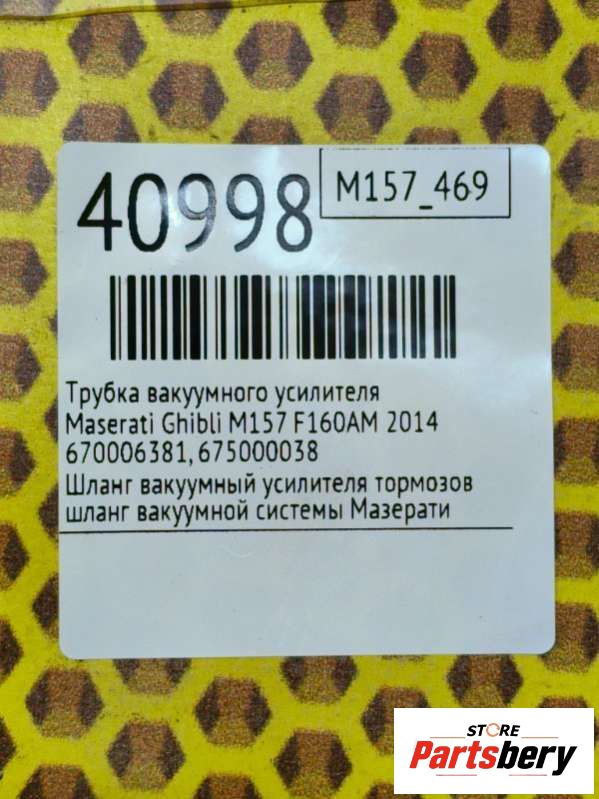 40998
M157_469
Трубка вакуумного усилителя
Maserati Ghibli M157 F160AM 2014
670006381, 675000038
Шланг вакуумный усилителя тормозов
шланг вакуумной системы Мазерати
STORE
Partsbery